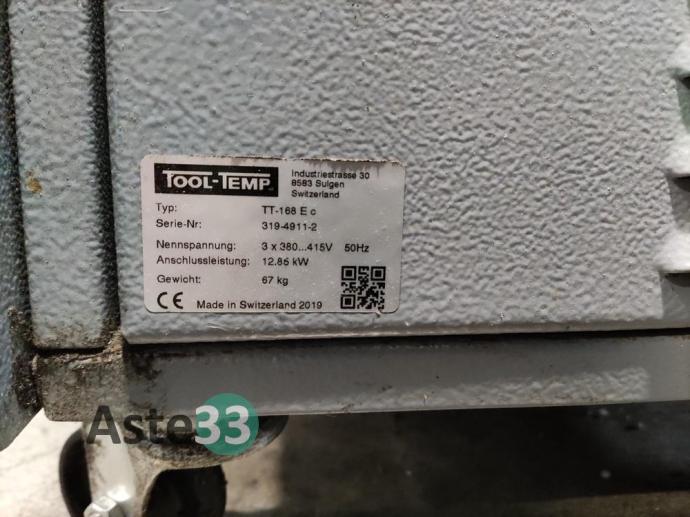 TOOL-TEMP
Industriestrasse 30
8583 Sulgen
Switzerland
Typ: TT-168 E c
Serie-Nr: 319-4911-2
Nennspannung: 3 x 380...415V 50Hz
Anschlussleistung: 12.85 kW
Gewicht: 67 kg
CE Made in Switzerland 2019
Aste33